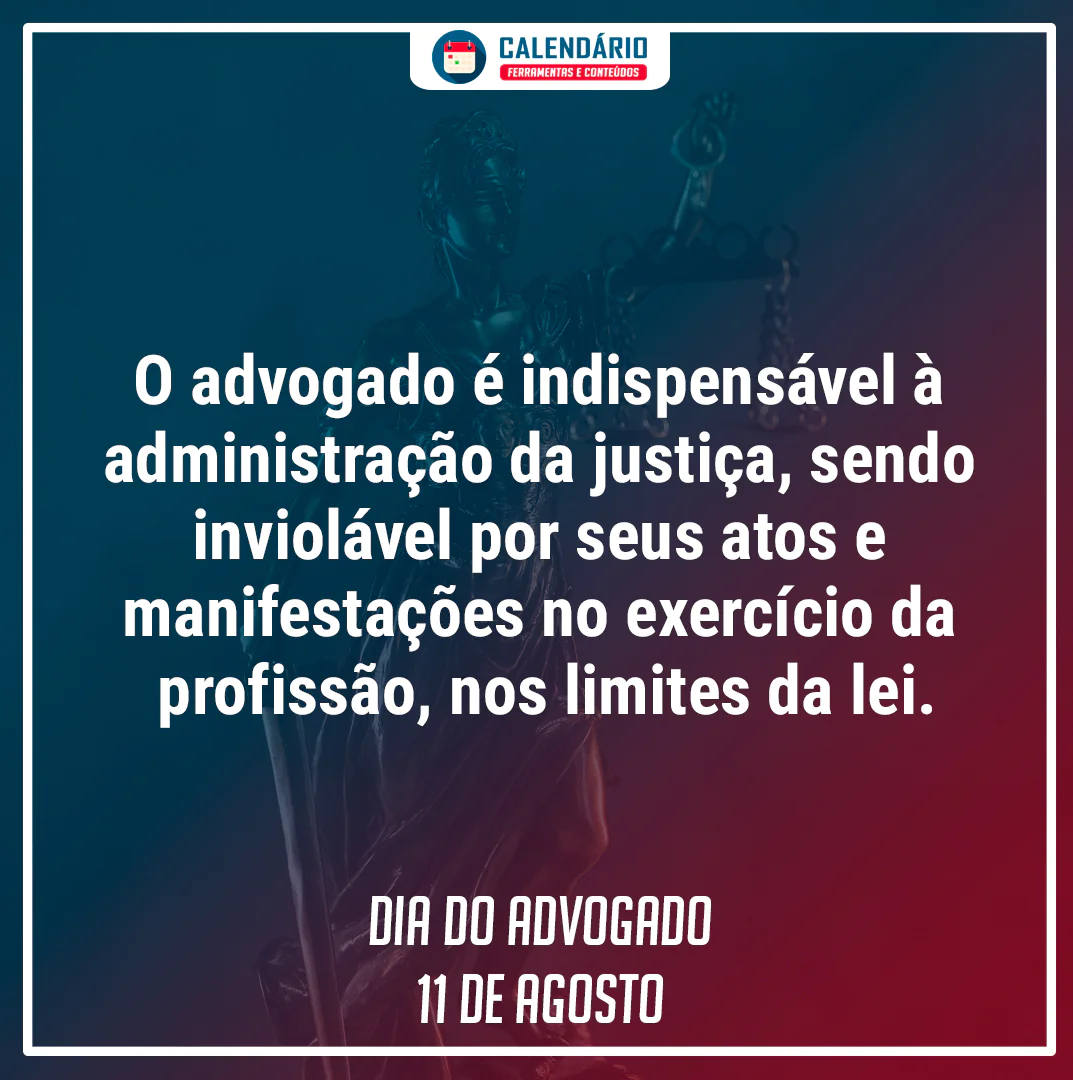 CALENDÁRIO
FERRAMENTAS E CONTEÚDOS
O advogado é indispensável à
administração da justiça, sendo
inviolável por seus atos e
manifestações no exercício da
profissão, nos limites da lei.
DIA DO ADVOGADO
11 DE AGOSTO